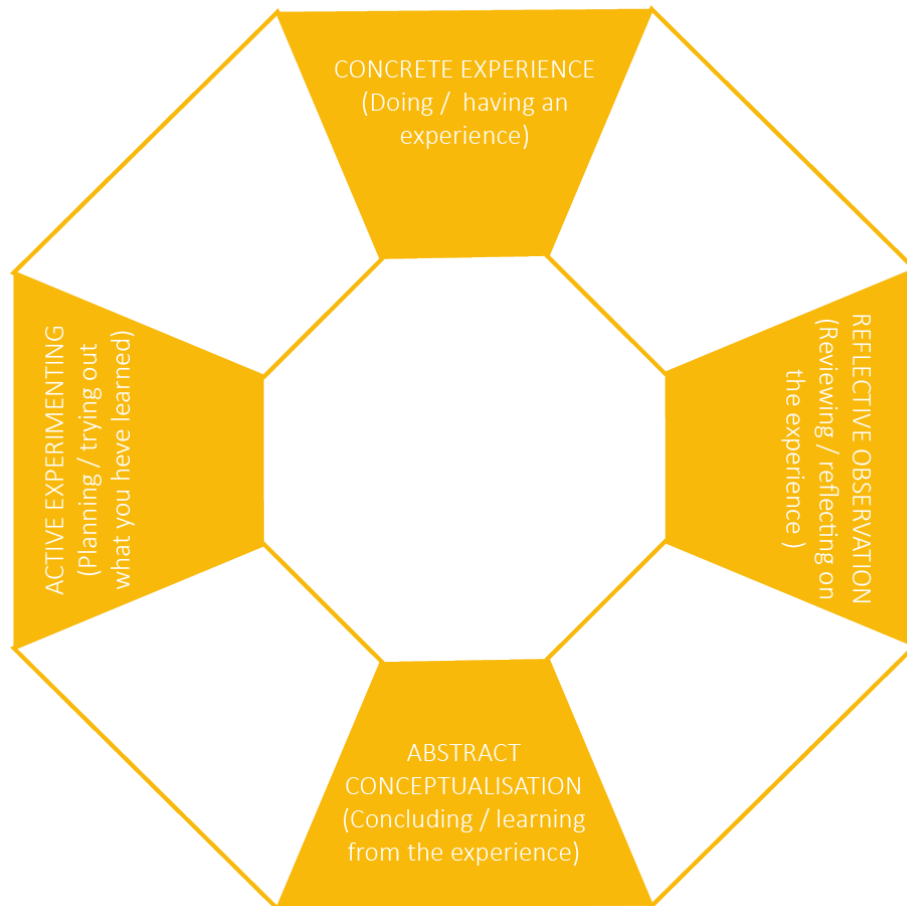 CONCRETE EXPERIENCE
(Doing /  having an
experience)
REFLECTIVE OBSERVATION
(Reviewing / reflecting on
the experience )
ABSTRACT
CONCEPTUALISATION
(Concluding / learning
from the experience)
ACTIVE EXPERIMENTING
(Planning / trying out
what you heve learned)